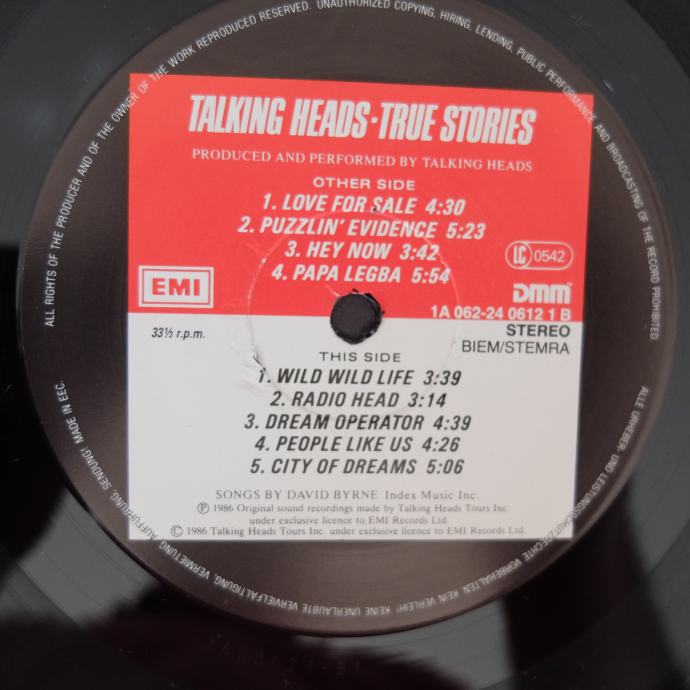 ALL RIGHTS OF THE PRODUCER AND OF THE OWNER OF THE WORK REPRODUCED RESERVED. UNAUTHORIZED COPYING, HIRING, LENDING, PUBLIC PERFORMANCE AND BROADCASTING OF THE RECORD PROHIBITED.
TALKING HEADS·TRUE STORIES
PRODUCED AND PERFORMED BY TALKING HEADS
OTHER SIDE
1. LOVE FOR SALE 4:30
2. PUZZLIN' EVIDENCE 5:23
3. HEY NOW 3:42
4. PAPA LEGBA 5:54
LC 0542
EMI
DMM™
1A 062-24 0612 1 B
33⅓ r.p.m.
STEREO
BIEM/STEMRA
THIS SIDE
1. WILD WILD LIFE 3:39
2. RADIO HEAD 3:14
3. DREAM OPERATOR 4:39
4. PEOPLE LIKE US 4:26
5. CITY OF DREAMS 5:06
SONGS BY DAVID BYRNE Index Music Inc.
℗ 1986 Original sound recordings made by Talking Heads Tours Inc.
under exclusive licence to EMI Records Ltd.
© 1986 Talking Heads Tours Inc. under exclusive licence to EMI Records Ltd.
ALLE URHEBER- UND LEISTUNGSSCHUTZRECHTE VORBEHALTEN. KEIN VERLEIH! KEINE UNERLAUBTE VERVIELFÄLTIGUNG, VERMIETUNG, AUFFÜHRUNG, SENDUNG! MADE IN EEC.